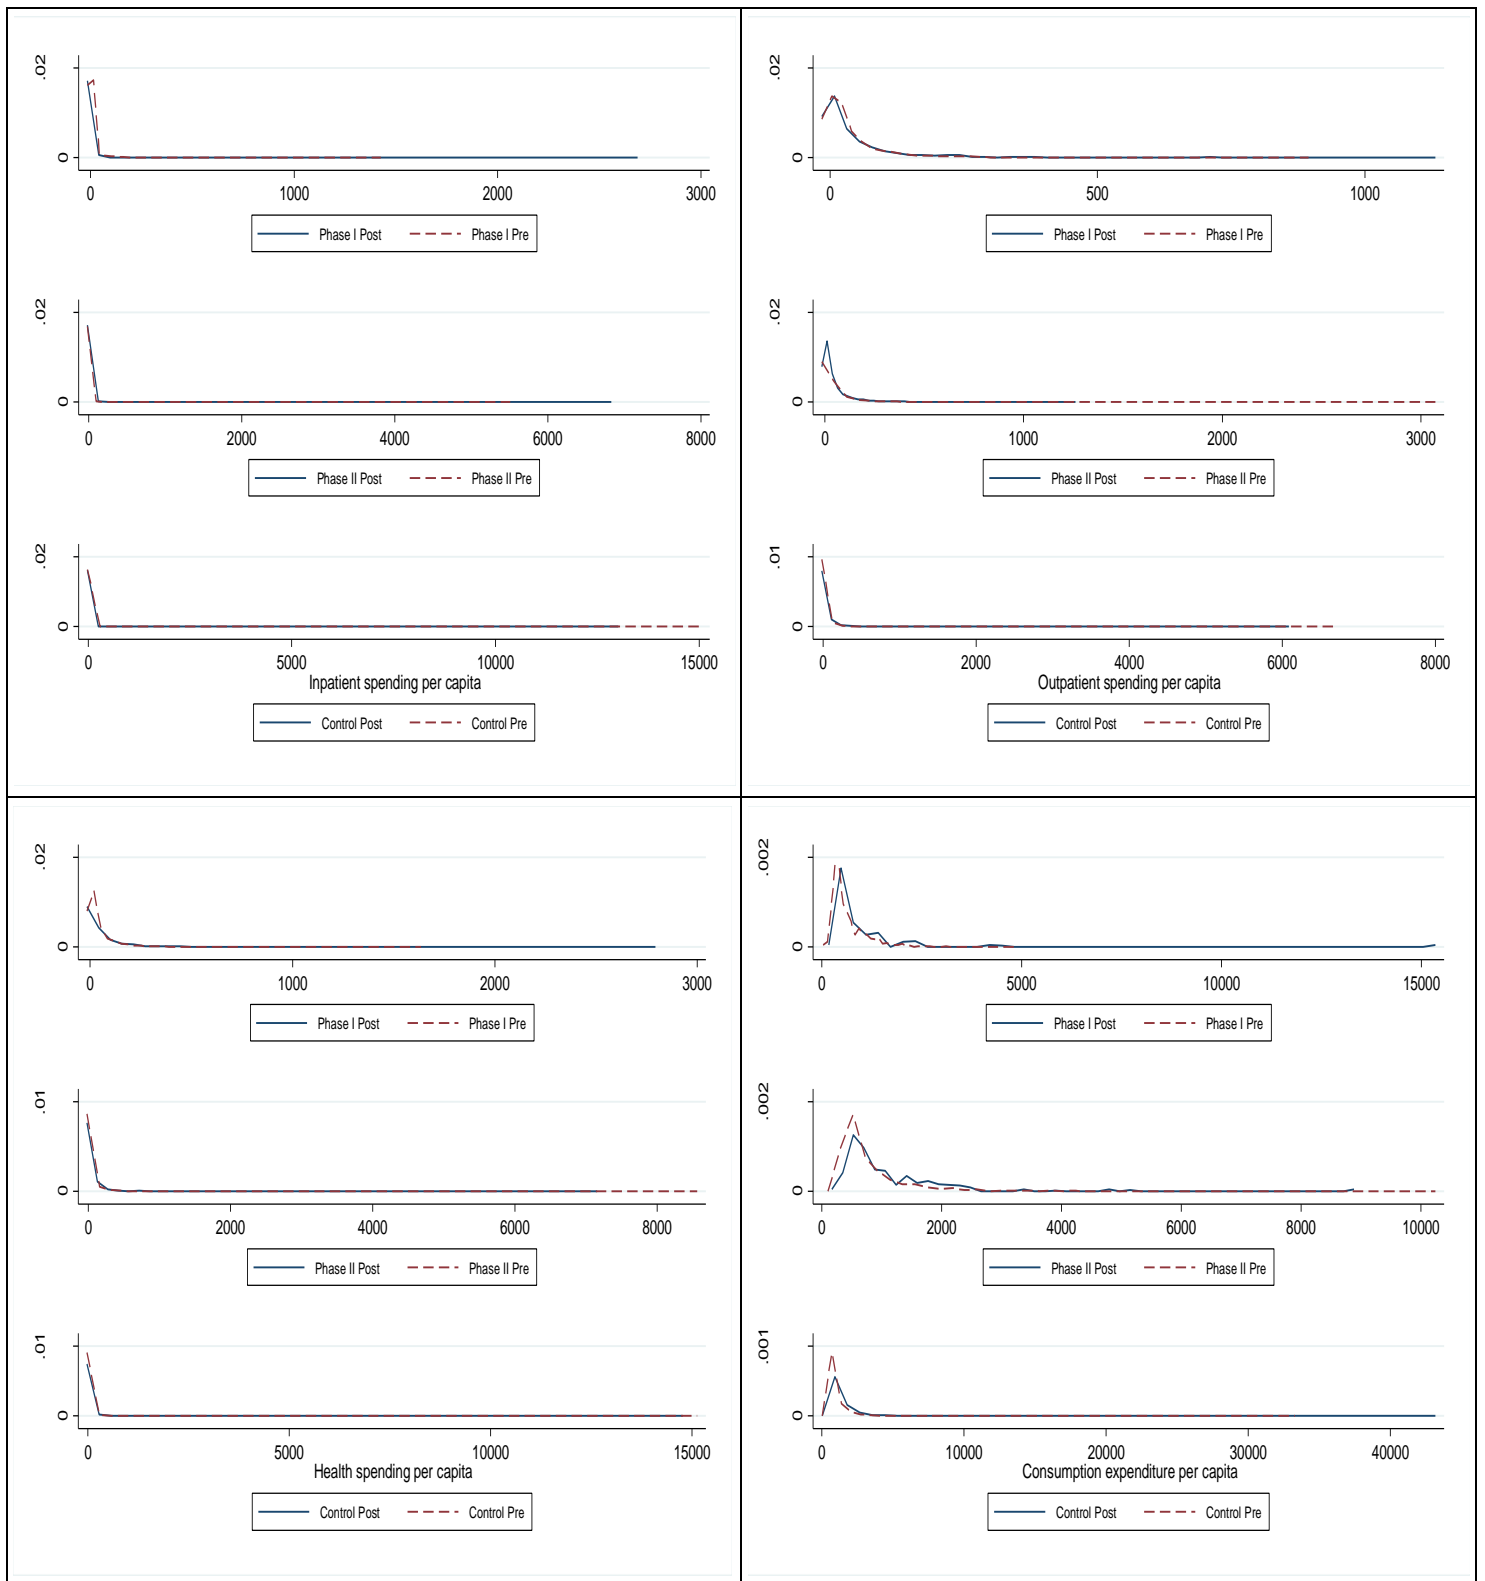 .02
0
0 1000 2000 3000
Phase I Post Phase I Pre
.02
0
0 2000 4000 6000 8000
Phase II Post Phase II Pre
.02
0
0 5000 10000 15000
Inpatient spending per capita
Control Post Control Pre
.02
0
0 500 1000
Phase I Post Phase I Pre
.02
0
0 1000 2000 3000
Phase II Post Phase II Pre
.01
0
0 2000 4000 6000 8000
Outpatient spending per capita
Control Post Control Pre
.02
0
0 1000 2000 3000
Phase I Post Phase I Pre
.01
0
0 2000 4000 6000 8000
Phase II Post Phase II Pre
.01
0
0 5000 10000 15000
Health spending per capita
Control Post Control Pre
.002
0
0 5000 10000 15000
Phase I Post Phase I Pre
.002
0
0 2000 4000 6000 8000 10000
Phase II Post Phase II Pre
.001
0
0 10000 20000 30000 40000
Consumption expenditure per capita
Control Post Control Pre